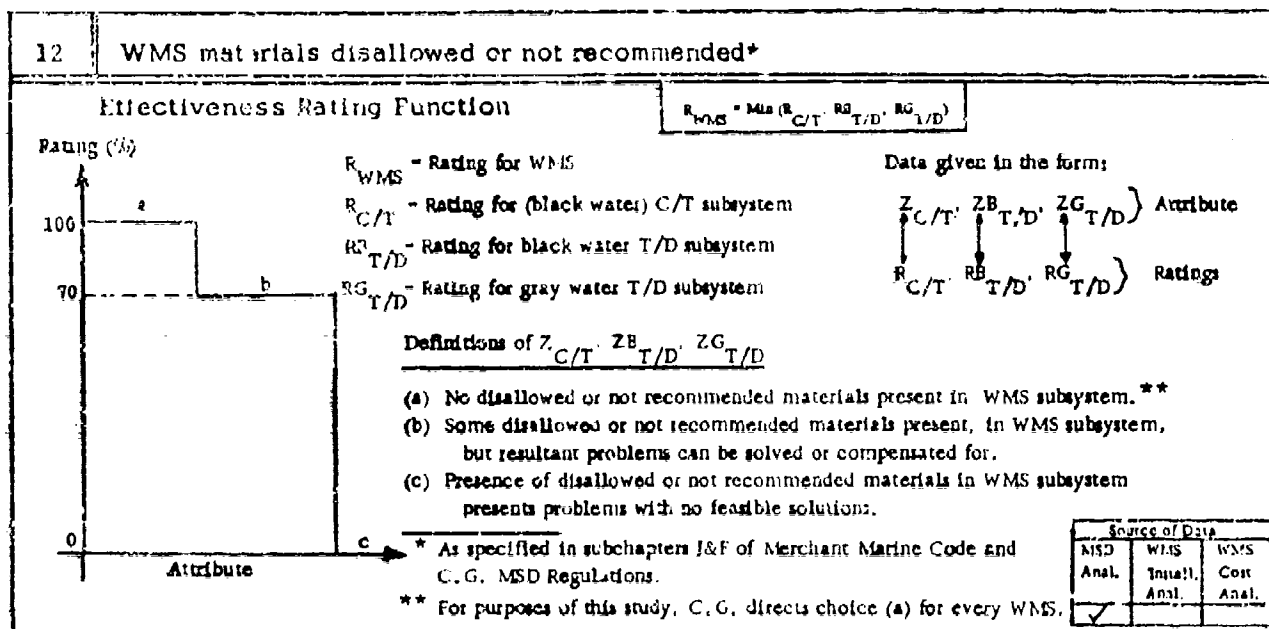 12 WMS materials disallowed or not recommended*
Effectiveness Rating Function
R_WMS = Min (R_C/T, RB_T/D, RG_T/D)
Rating (%)
100
70
0
a
b
c
Attribute
R_WMS - Rating for WMS
R_C/T - Rating for (black water) C/T subsystem
RB_T/D - Rating for black water T/D subsystem
RG_T/D - Rating for gray water T/D subsystem
Data given in the form:
Z_C/T, ZB_T/D, ZG_T/D } Attribute
R_C/T, RB_T/D, RG_T/D } Ratings
Definitions of Z_C/T, ZB_T/D, ZG_T/D
(a) No disallowed or not recommended materials present in WMS subsystem.**
(b) Some disallowed or not recommended materials present, in WMS subsystem,
but resultant problems can be solved or compensated for.
(c) Presence of disallowed or not recommended materials in WMS subsystem
presents problems with no feasible solutions.
* As specified in subchapters J&F of Merchant Marine Code and
C.G. MSD Regulations.
** For purposes of this study, C.G. directs choice (a) for every WMS.
Source of Data
MSD Anal.
WMS Install. Anal.
WMS Cost Anal.
✓